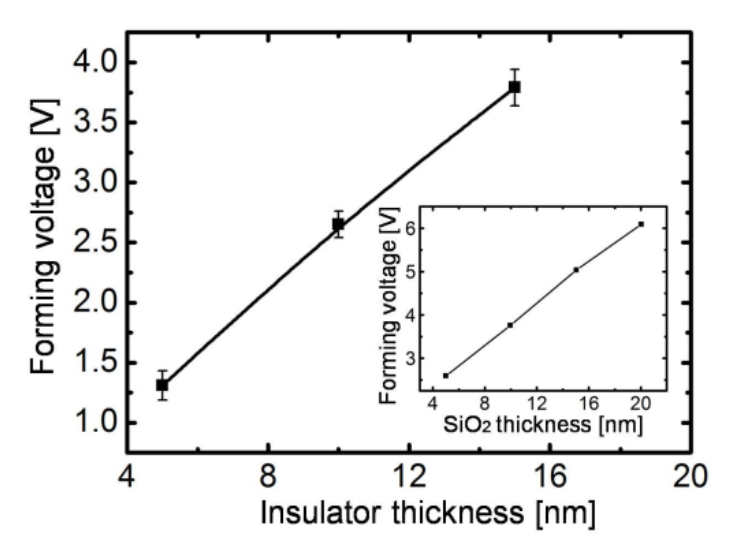 4.0
3.5
3.0
2.5
2.0
1.5
1.0
Forming voltage [V]
4 8 12 16 20
Insulator thickness [nm]
6
5
4
3
Forming voltage [V]
4 8 12 16 20
SiO2 thickness [nm]